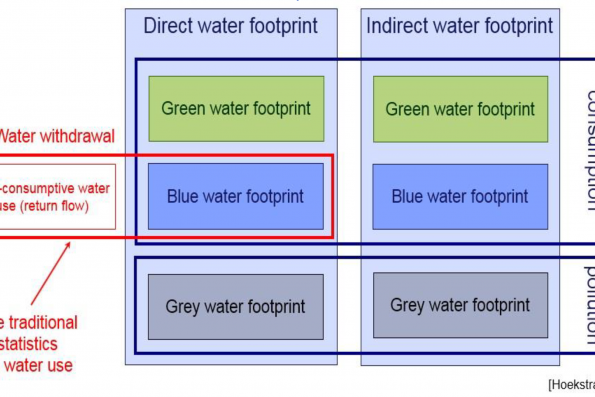 Direct water footprint
Indirect water footprint
Green water footprint
Green water footprint
Water withdrawal
-consumptive water
use (return flow)
Blue water footprint
Blue water footprint
consumption
Grey water footprint
Grey water footprint
pollution
e traditional
statistics
water use
[Hoekstra